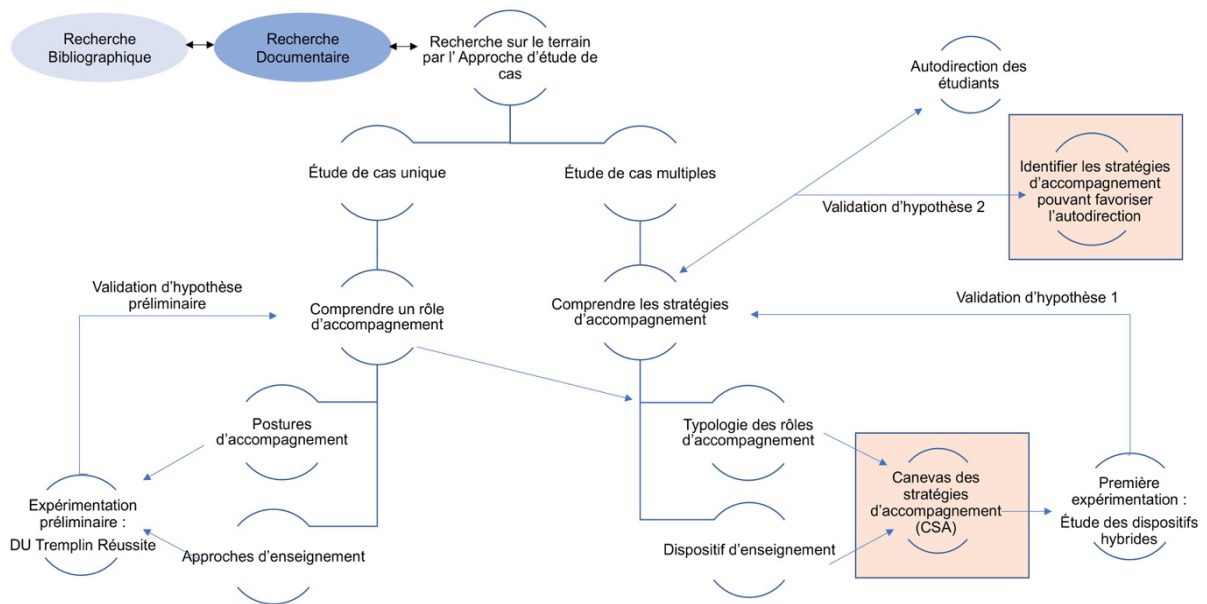 Recherche
Bibliographique
Recherche
Documentaire
Recherche sur le terrain
par l' Approche d'étude de
cas
Autodirection des
étudiants
Étude de cas unique
Étude de cas multiples
Identifier les stratégies
d'accompagnement
pouvant favoriser
l'autodirection
Validation d'hypothèse 2
Validation d'hypothèse
préliminaire
Comprendre un rôle
d'accompagnement
Comprendre les stratégies
d'accompagnement
Validation d'hypothèse 1
Postures
d'accompagnement
Typologie des rôles
d'accompagnement
Expérimentation
préliminaire :
DU Tremplin Réussite
Approches d'enseignement
Dispositif d'enseignement
Canevas des
stratégies
d'accompagnement
(CSA)
Première
expérimentation :
Étude des dispositifs
hybrides